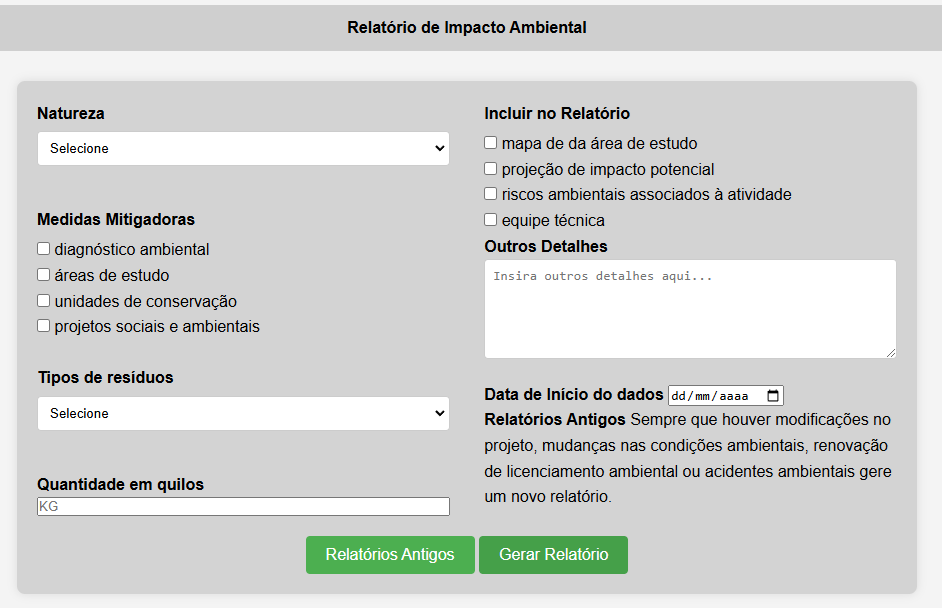 Relatório de Impacto Ambiental
Natureza
Selecione
Medidas Mitigadoras
diagnóstico ambiental
áreas de estudo
unidades de conservação
projetos sociais e ambientais
Tipos de resíduos
Selecione
Quantidade em quilos
KG
Incluir no Relatório
mapa de da área de estudo
projeção de impacto potencial
riscos ambientais associados à atividade
equipe técnica
Outros Detalhes
Insira outros detalhes aqui...
Data de Início do dados dd/mm/aaaa
Relatórios Antigos Sempre que houver modificações no
projeto, mudanças nas condições ambientais, renovação
de licenciamento ambiental ou acidentes ambientais gere
um novo relatório.
Relatórios Antigos
Gerar Relatório